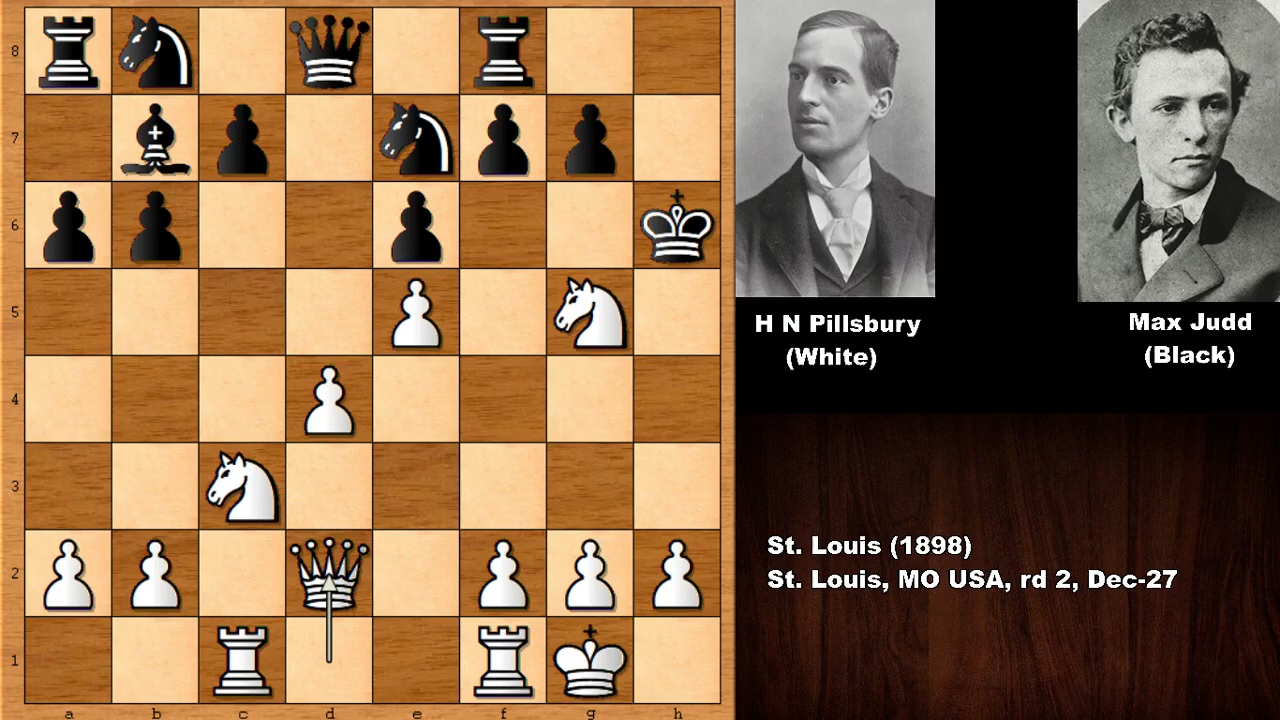 8
7
6
5
4
3
2
1
a b c d e f g h
H N Pillsbury
(White)
Max Judd
(Black)
St. Louis (1898)
St. Louis, MO USA, rd 2, Dec-27